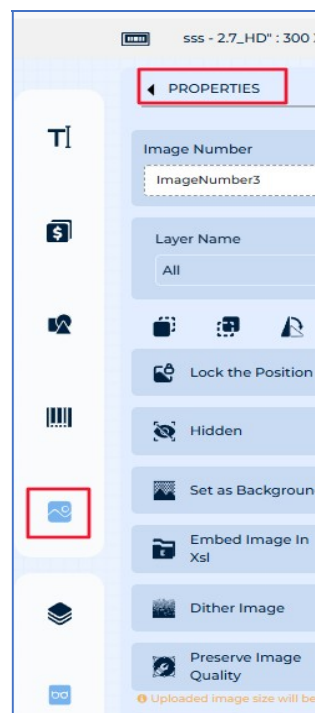 sss - 2.7_HD" : 300
PROPERTIES
Image Number
ImageNumber3
Layer Name
All
Lock the Position
Hidden
Set as Backgroun
Embed Image In
Xsl
Dither Image
Preserve Image
Quality
Uploaded image size will be